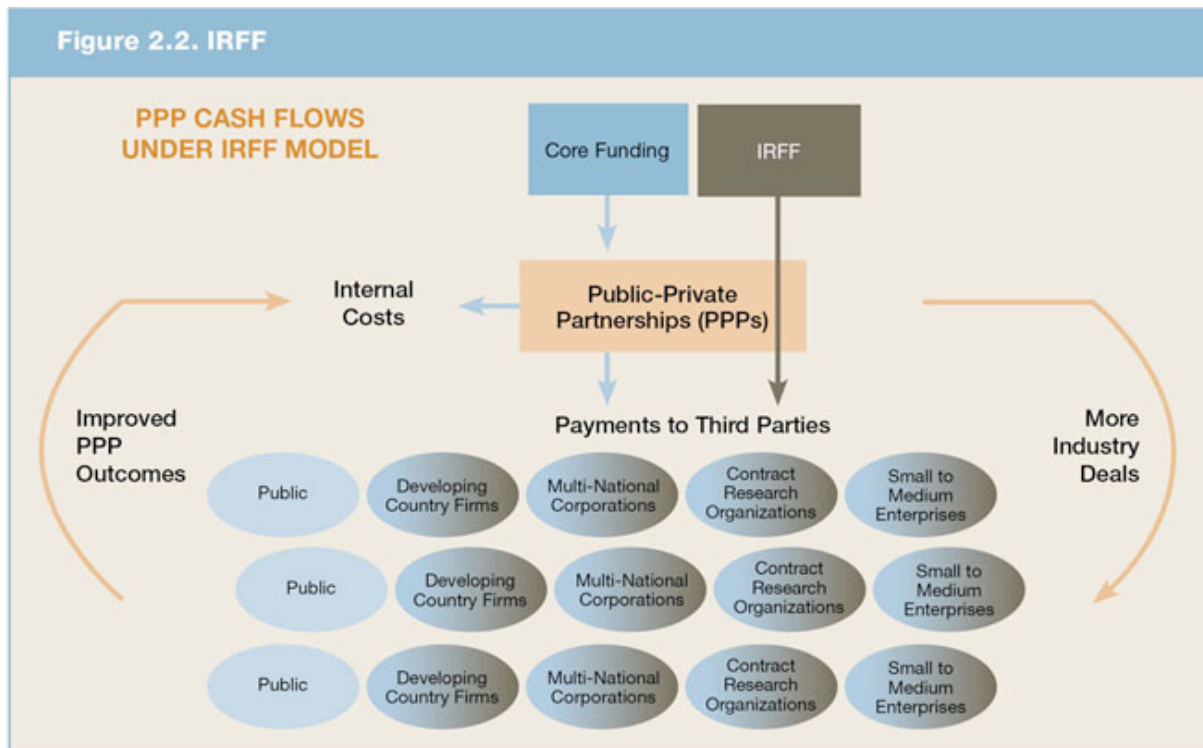 Figure 2.2. IRFF
PPP CASH FLOWS
UNDER IRFF MODEL
Core Funding
IRFF
Internal
Costs
Public-Private
Partnerships (PPPs)
Improved
PPP
Outcomes
Payments to Third Parties
More
Industry
Deals
Public
Developing
Country Firms
Multi-National
Corporations
Contract
Research
Organizations
Small to
Medium
Enterprises
Public
Developing
Country Firms
Multi-National
Corporations
Contract
Research
Organizations
Small to
Medium
Enterprises
Public
Developing
Country Firms
Multi-National
Corporations
Contract
Research
Organizations
Small to
Medium
Enterprises